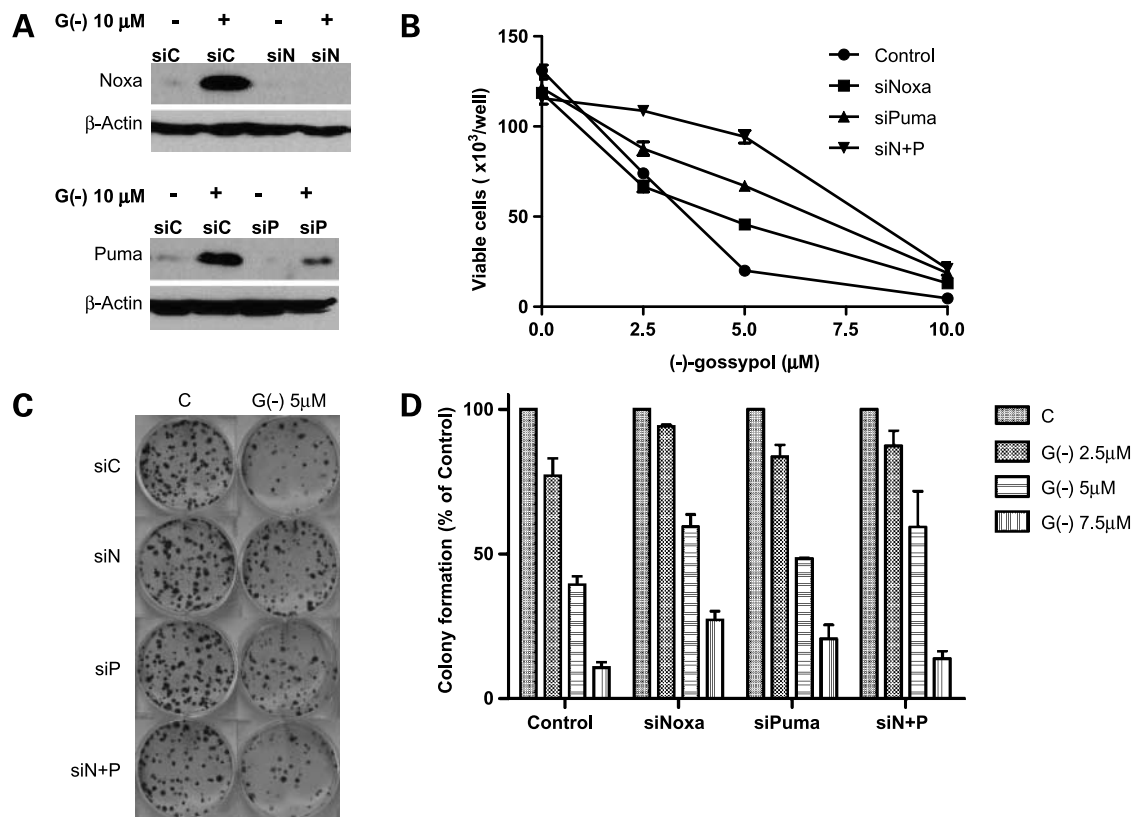 A
G(-) 10 μM - + - +
siC siC siN siN
Noxa
β-Actin
G(-) 10 μM - + - +
siC siC siP siP
Puma
β-Actin
B
Control
siNoxa
siPuma
siN+P
Viable cells ( x10³/well)
150
100
50
0
0.0 2.5 5.0 7.5 10.0
(-)-gossypol (μM)
C
C G(-) 5μM
siC
siN
siP
siN+P
D
Colony formation (% of Control)
100
50
0
Control siNoxa siPuma siN+P
C
G(-) 2.5μM
G(-) 5μM
G(-) 7.5μM